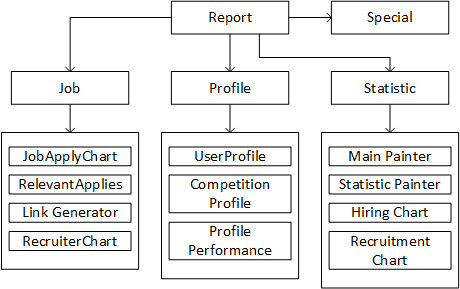 Report
Special
Job
Profile
Statistic
JobApplyChart
RelevantApplies
Link Generator
RecruiterChart
UserProfile
Competition
Profile
Profile
Performance
Main Painter
Statistic Painter
Hiring Chart
Recruitment
Chart